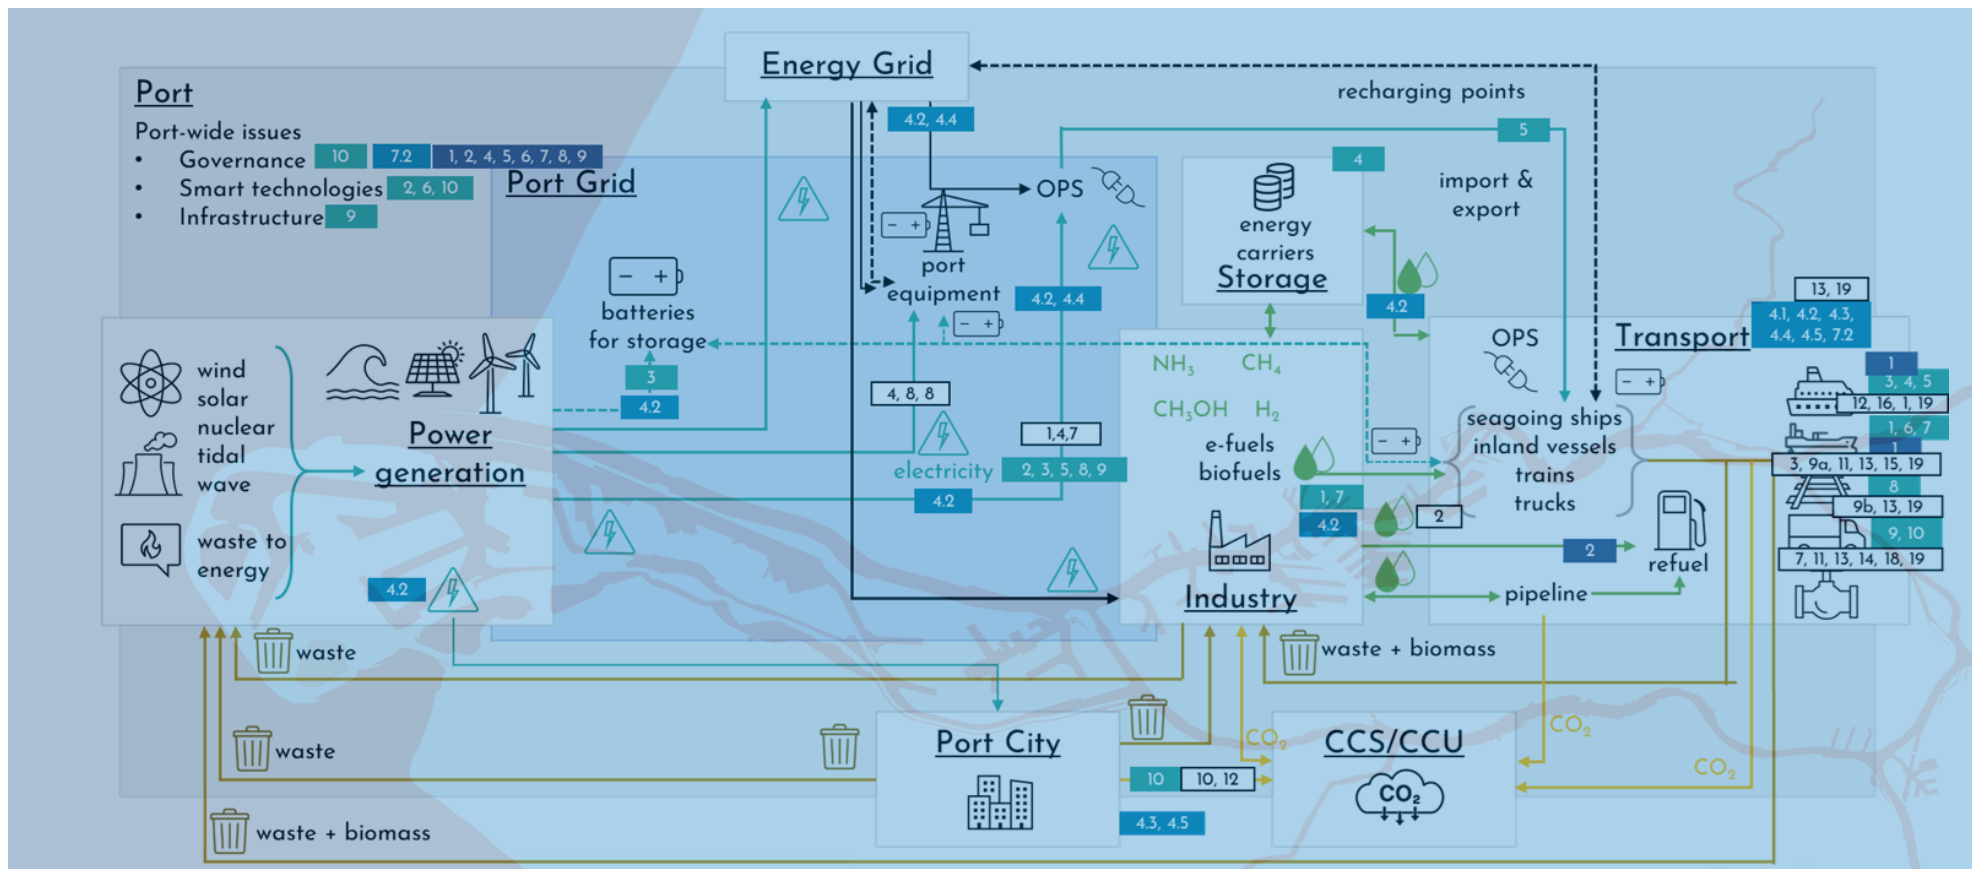 Energy Grid
4.2, 4.4
recharging points
5
Port
Port-wide issues
• Governance 10 7.2 1, 2, 4, 5, 6, 7, 8, 9
• Smart technologies 2, 6, 10
• Infrastructure 9
Port Grid
OPS
4
import &
export
energy
carriers
Storage
4.2
port
equipment
4.2, 4.4
batteries
for storage
3
4.2
13, 19
4.1, 4.2, 4.3,
4.4, 4.5, 7.2
Transport
OPS
1
3, 4, 5
12, 16, 1, 19
1, 6, 7
1
3, 9a, 11, 13, 15, 19
8
9b, 13, 19
9, 10
7, 11, 13, 14, 18, 19
wind
solar
nuclear
tidal
wave
waste to
energy
Power
generation
4.2
4, 8, 8
electricity
4.2
1,4,7
2, 3, 5, 8, 9
NH₃ CH₄
CH₃OH H₂
e-fuels
biofuels
1, 7
4.2
Industry
seagoing ships
inland vessels
trains
trucks
2
2
refuel
pipeline
waste
waste + biomass
waste
Port City
CO₂
CCS/CCU
CO₂
CO₂
CO₂
10 10, 12
4.3, 4.5
waste + biomass